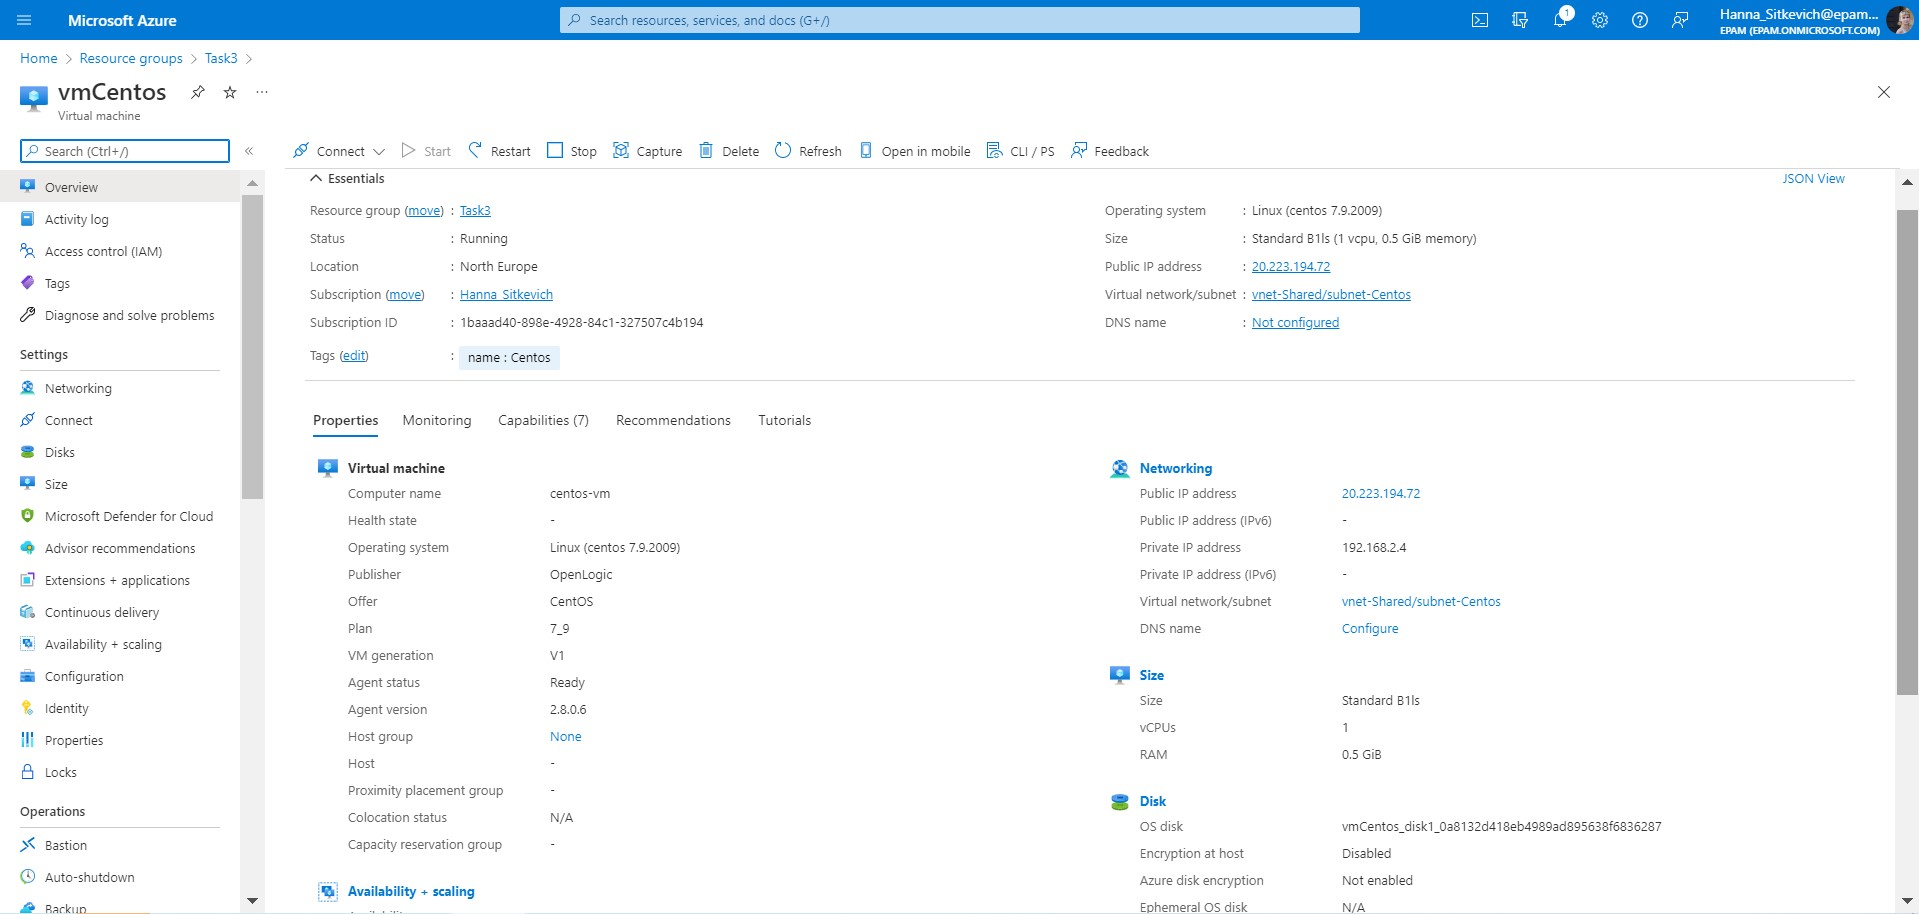 Microsoft Azure
Search resources, services, and docs (G+/)
1
Hanna_Sitkevich@epam...
EPAM (EPAM.ONMICROSOFT.COM)
Home > Resource groups > Task3 >
vmCentos
...
Virtual machine
Search (Ctrl+/)
«
Connect
Start
Restart
Stop
Capture
Delete
Refresh
Open in mobile
CLI / PS
Feedback
Overview
Activity log
Access control (IAM)
Tags
Diagnose and solve problems
Settings
Networking
Connect
Disks
Size
Microsoft Defender for Cloud
Advisor recommendations
Extensions + applications
Continuous delivery
Availability + scaling
Configuration
Identity
Properties
Locks
Operations
Bastion
Auto-shutdown
Backup
Essentials
JSON View
Resource group (move) : Task3
Status : Running
Location : North Europe
Subscription (move) : Hanna_Sitkevich
Subscription ID : 1baaad40-898e-4928-84c1-327507c4b194
Tags (edit) : name : Centos
Operating system : Linux (centos 7.9.2009)
Size : Standard B1ls (1 vcpu, 0.5 GiB memory)
Public IP address : 20.223.194.72
Virtual network/subnet : vnet-Shared/subnet-Centos
DNS name : Not configured
Properties
Monitoring
Capabilities (7)
Recommendations
Tutorials
Virtual machine
Computer name centos-vm
Health state -
Operating system Linux (centos 7.9.2009)
Publisher OpenLogic
Offer CentOS
Plan 7_9
VM generation V1
Agent status Ready
Agent version 2.8.0.6
Host group None
Host -
Proximity placement group -
Colocation status N/A
Capacity reservation group -
Availability + scaling
Networking
Public IP address 20.223.194.72
Public IP address (IPv6) -
Private IP address 192.168.2.4
Private IP address (IPv6) -
Virtual network/subnet vnet-Shared/subnet-Centos
DNS name Configure
Size
Size Standard B1ls
vCPUs 1
RAM 0.5 GiB
Disk
OS disk vmCentos_disk1_0a8132d418eb4989ad895638f6836287
Encryption at host Disabled
Azure disk encryption Not enabled
Ephemeral OS disk N/A